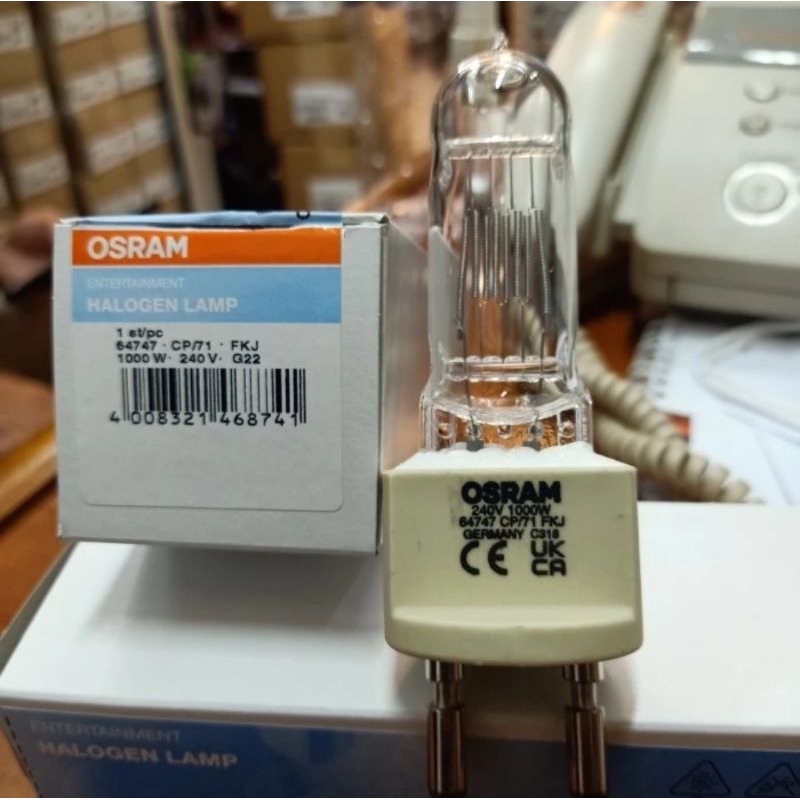 OSRAM
ENTERTAINMENT
HALOGEN LAMP
1 st/pc
64747 · CP/71 · FKJ
1000 W · 240 V · G22
4 008321 468741
OSRAM
240V 1000W
64747 CP/71 FKJ
GERMANY C318
CE UK
CA
ENTERTAINMENT
HALOGEN LAMP